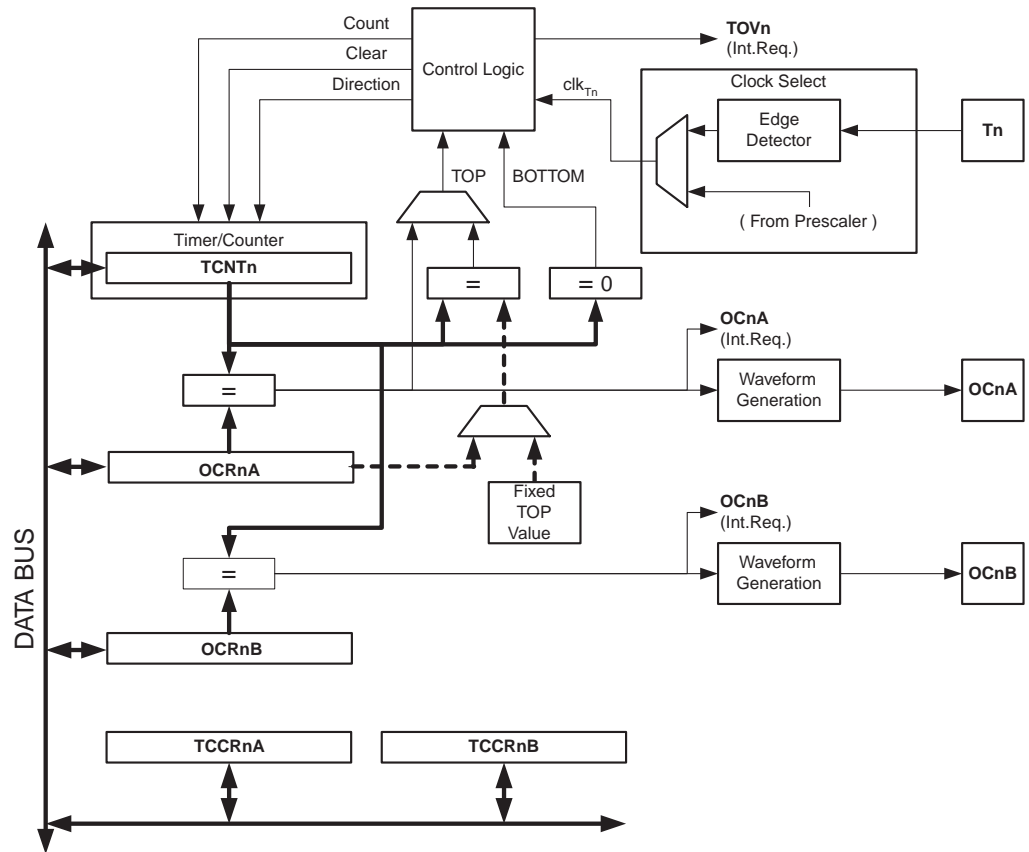 Count
Clear
Direction
Control Logic
TOVn
(Int.Req.)
clkTn
Clock Select
Edge
Detector
Tn
( From Prescaler )
TOP
BOTTOM
Timer/Counter
TCNTn
=
= 0
OCnA
(Int.Req.)
=
Waveform
Generation
OCnA
OCRnA
Fixed
TOP
Value
OCnB
(Int.Req.)
=
Waveform
Generation
OCnB
OCRnB
DATA BUS
TCCRnA
TCCRnB